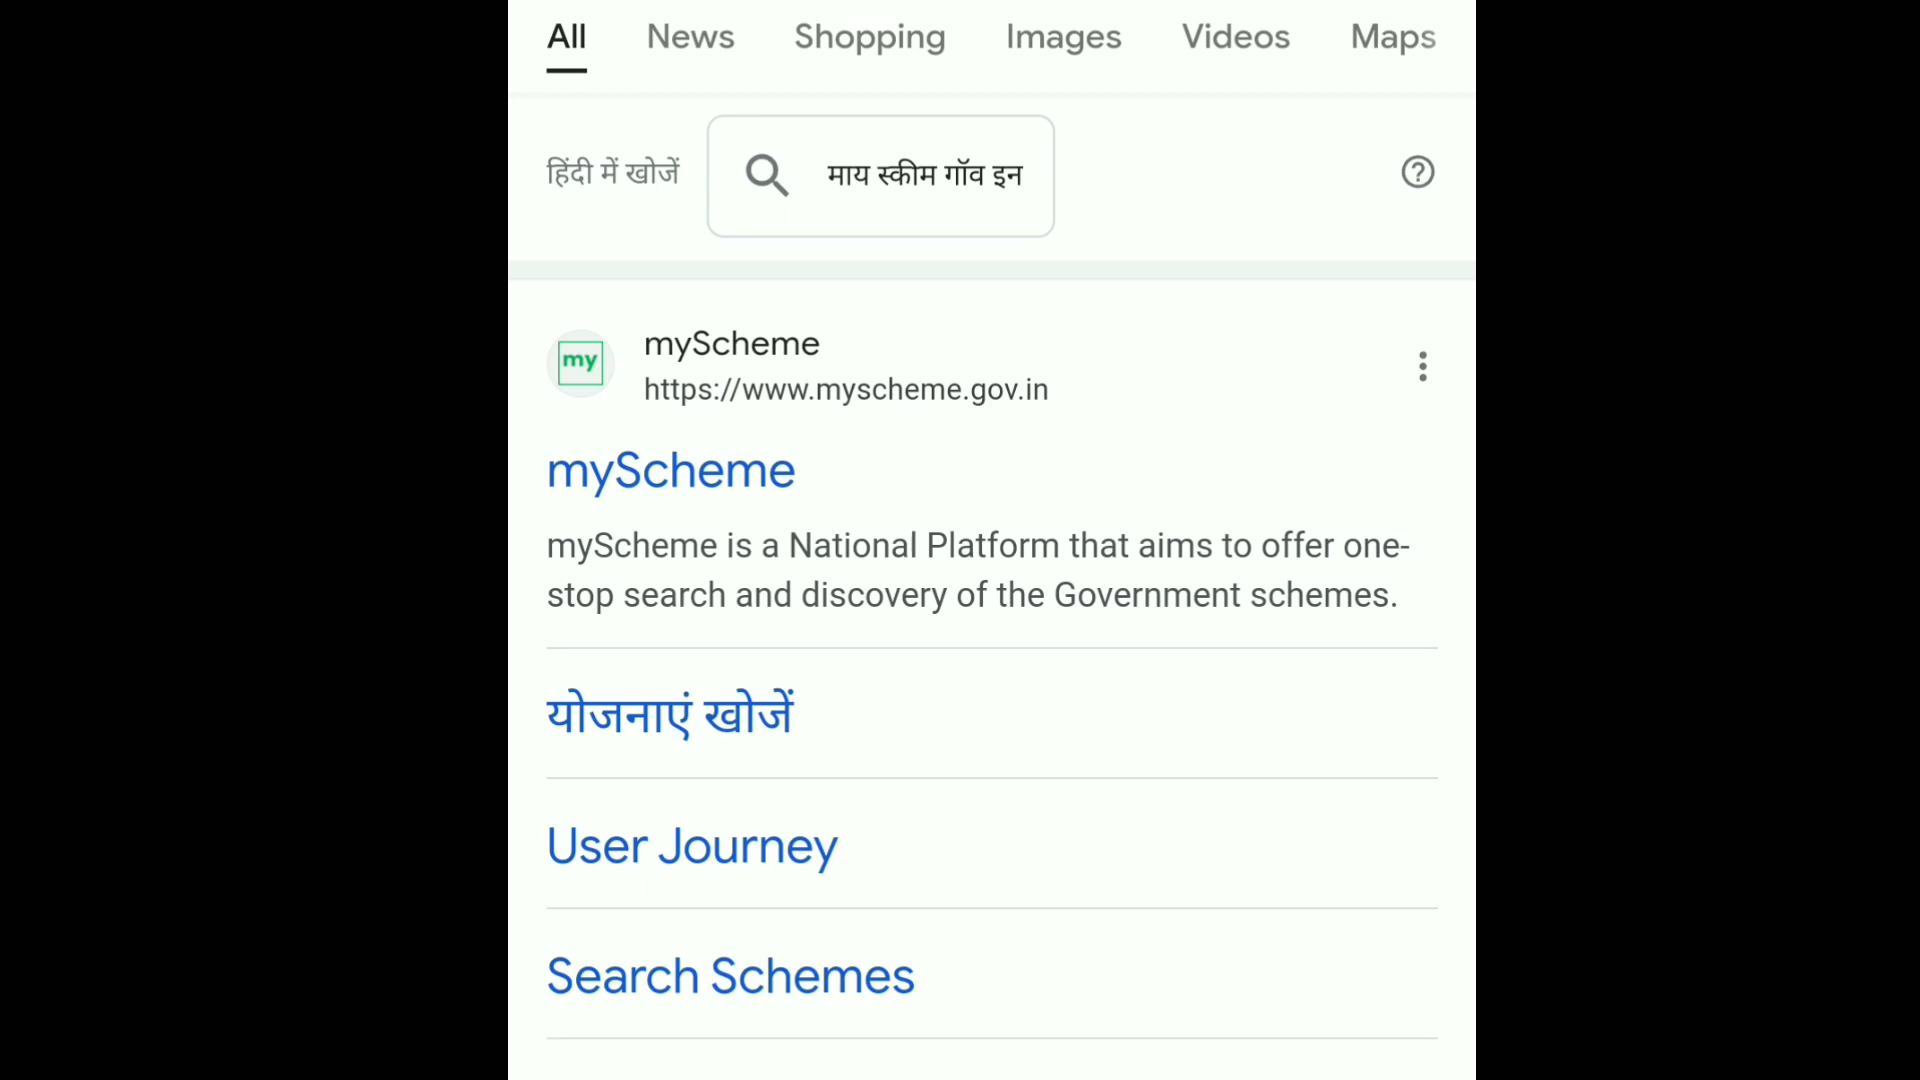 All News Shopping Images Videos Maps
हिंदी में खोजें माय स्कीम गॉव इन
my myScheme
https://www.myscheme.gov.in
myScheme
myScheme is a National Platform that aims to offer one-
stop search and discovery of the Government schemes.
योजनाएं खोजें
User Journey
Search Schemes